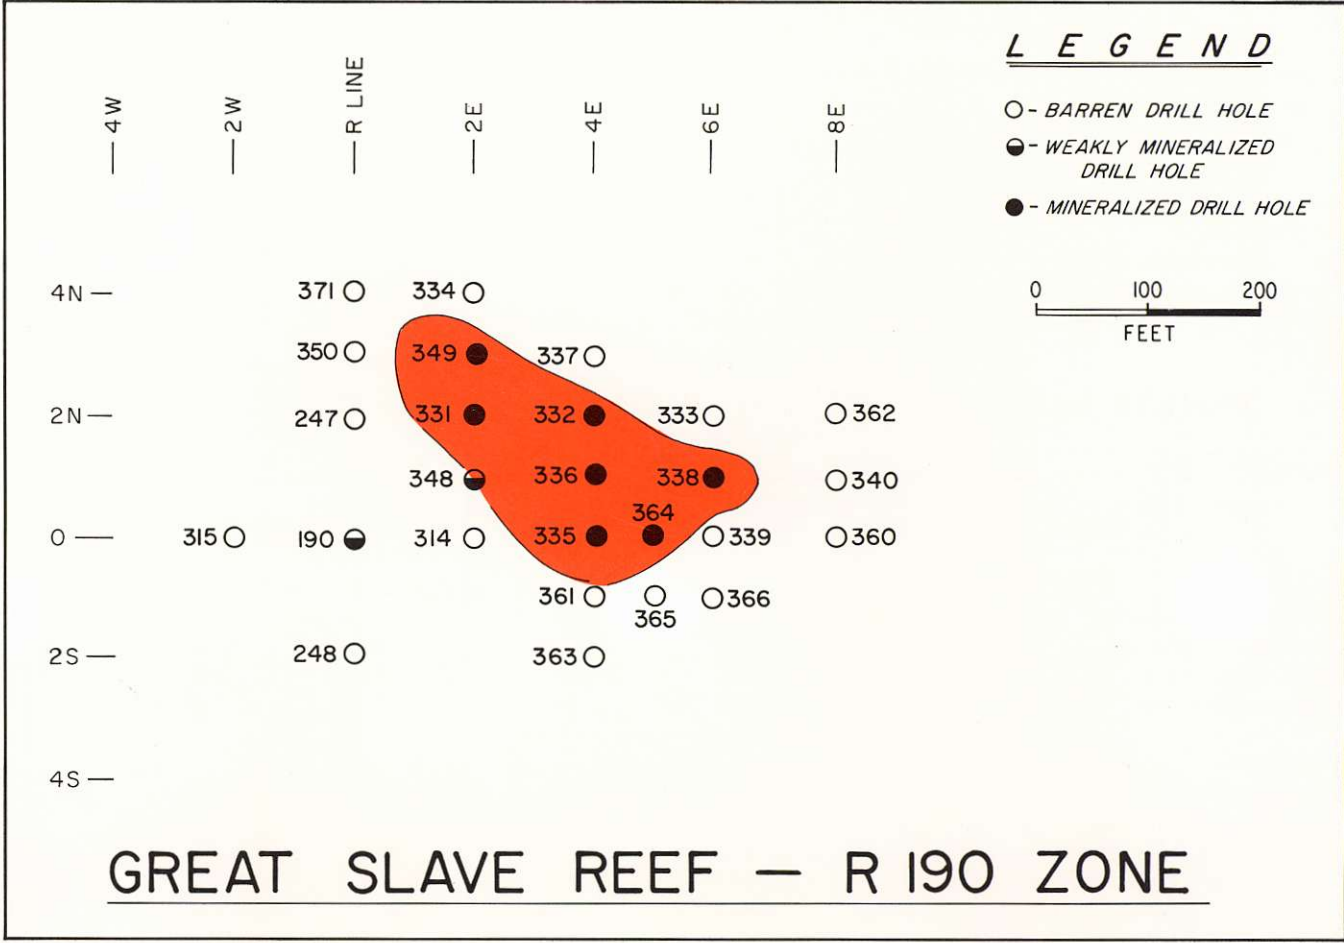 L E G E N D
4W
2W
R LINE
2E
4E
6E
8E
- BARREN DRILL HOLE
- WEAKLY MINERALIZED
DRILL HOLE
- MINERALIZED DRILL HOLE
0 100 200
FEET
4N 371 334
350 349 337
2N 247 331 332 333 362
348 336 338 340
364
0 315 190 314 335 339 360
361 366
365
2S 248 363
4S
GREAT SLAVE REEF — R 190 ZONE